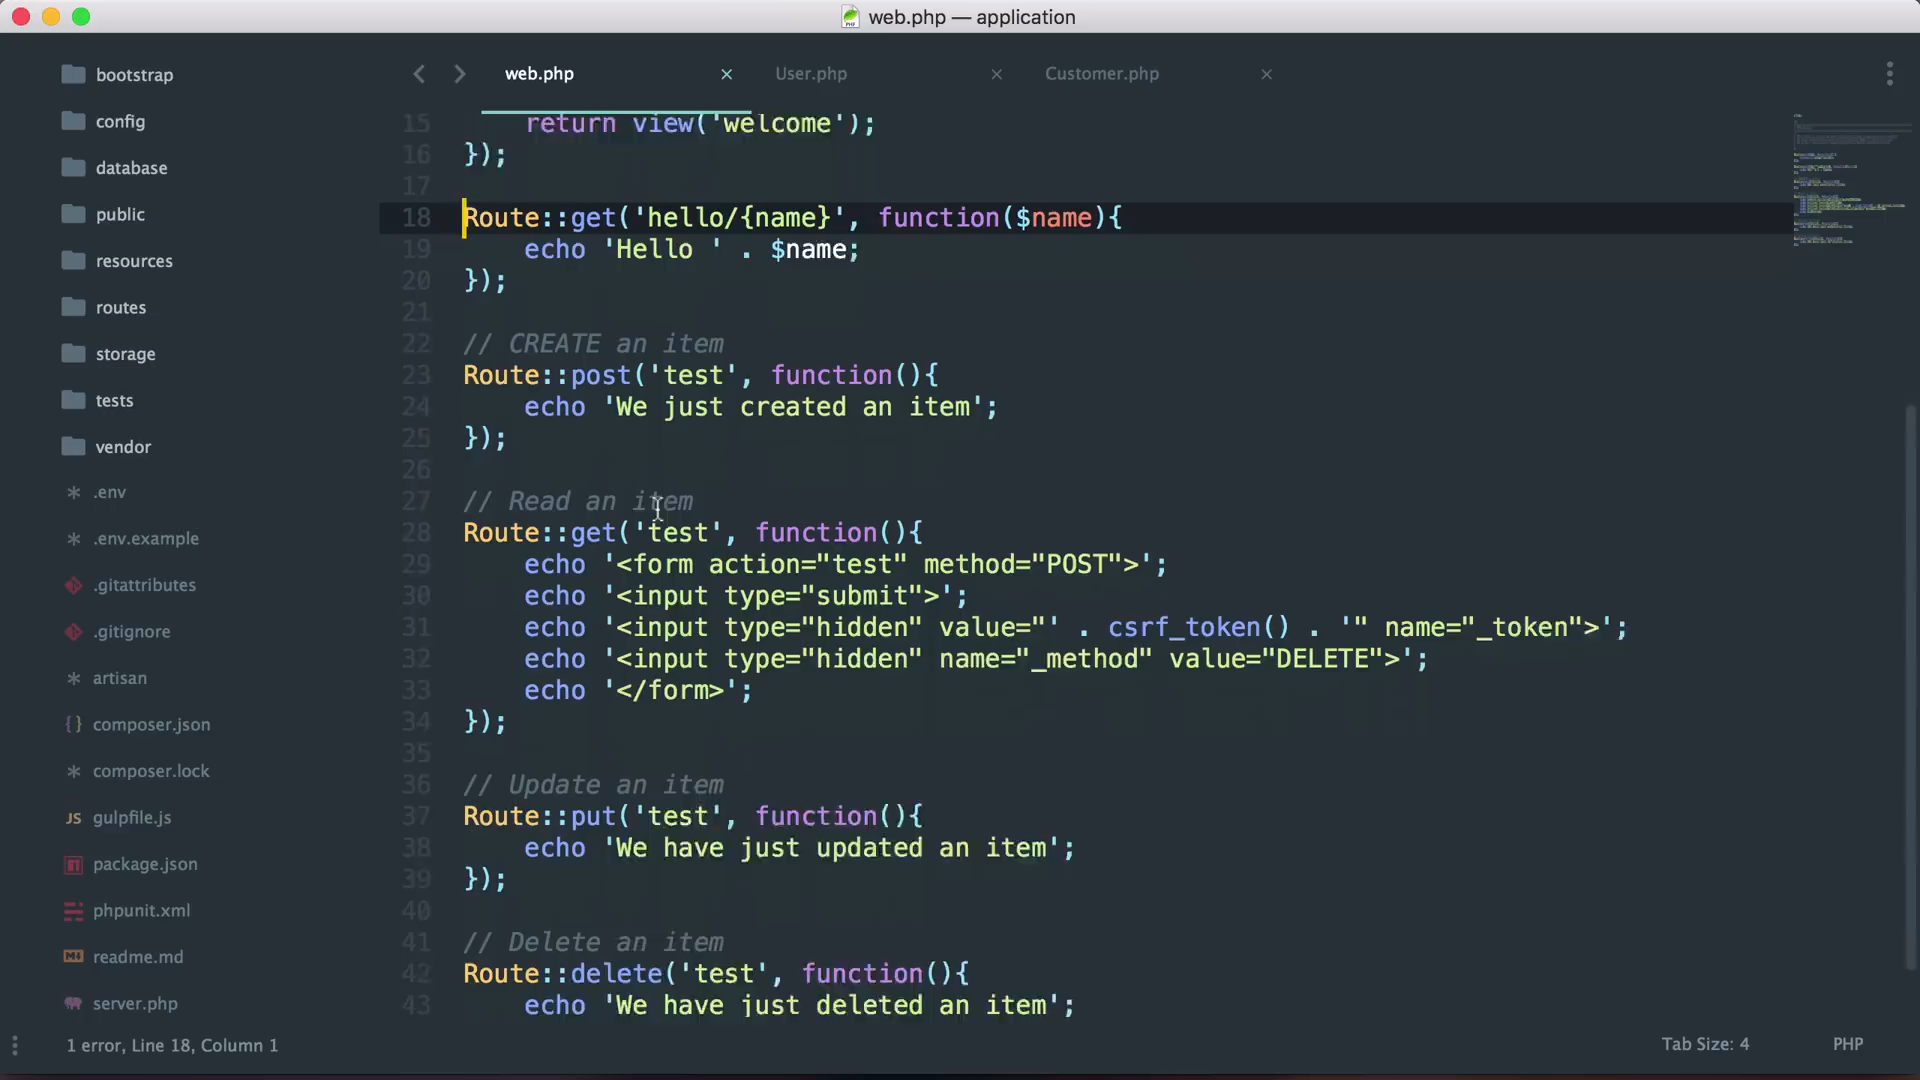 web.php — application
bootstrap
config
database
public
resources
routes
storage
tests
vendor
.env
.env.example
.gitattributes
.gitignore
artisan
composer.json
composer.lock
gulpfile.js
package.json
phpunit.xml
readme.md
server.php
web.php
User.php
Customer.php
15     return view('welcome');
16 });
17
18 Route::get('hello/{name}', function($name){
19     echo 'Hello ' . $name;
20 });
21
22 // CREATE an item
23 Route::post('test', function(){
24     echo 'We just created an item';
25 });
26
27 // Read an item
28 Route::get('test', function(){
29     echo '<form action="test" method="POST">';
30     echo '<input type="submit">';
31     echo '<input type="hidden" value="' . csrf_token() . '" name="_token">';
32     echo '<input type="hidden" name="_method" value="DELETE">';
33     echo '</form>';
34 });
35
36 // Update an item
37 Route::put('test', function(){
38     echo 'We have just updated an item';
39 });
40
41 // Delete an item
42 Route::delete('test', function(){
43     echo 'We have just deleted an item';
1 error, Line 18, Column 1
Tab Size: 4
PHP